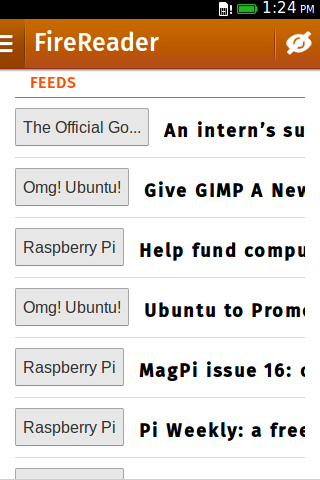 1:24 PM
FireReader
FEEDS
The Official Go... An intern's su
Omg! Ubuntu! Give GIMP A New
Raspberry Pi Help fund compu
Omg! Ubuntu! Ubuntu to Promo
Raspberry Pi MagPi issue 16:
Raspberry Pi Pi Weekly: a free